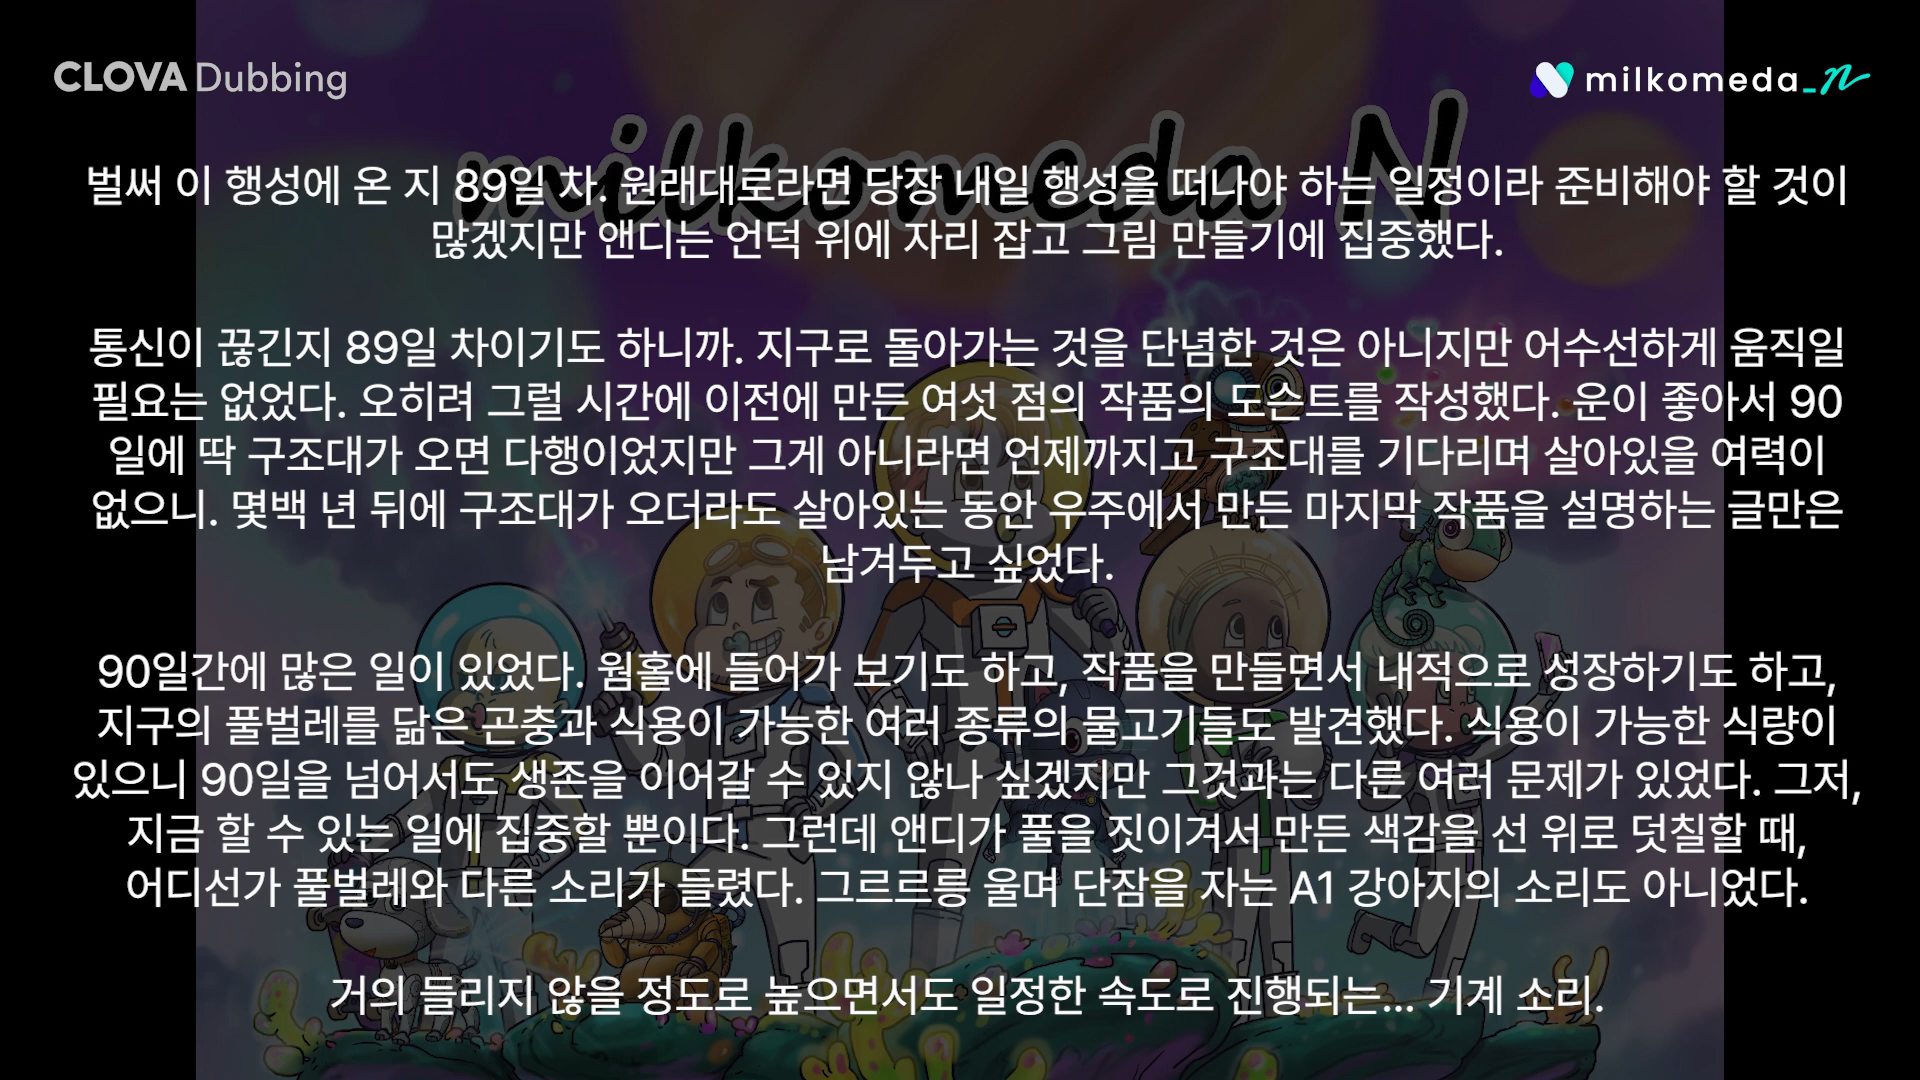 CLOVA Dubbing
milkomeda_n
milkomeda N
벌써 이 행성에 온 지 89일 차. 원래대로라면 당장 내일 행성을 떠나야 하는 일정이라 준비해야 할 것이
많겠지만 앤디는 언덕 위에 자리 잡고 그림 만들기에 집중했다.
통신이 끊긴지 89일 차이기도 하니까. 지구로 돌아가는 것을 단념한 것은 아니지만 어수선하게 움직일
필요는 없었다. 오히려 그럴 시간에 이전에 만든 여섯 점의 작품의 도슨트를 작성했다. 운이 좋아서 90
일에 딱 구조대가 오면 다행이었지만 그게 아니라면 언제까지고 구조대를 기다리며 살아있을 여력이
없으니. 몇백 년 뒤에 구조대가 오더라도 살아있는 동안 우주에서 만든 마지막 작품을 설명하는 글만은
남겨두고 싶었다.
90일간에 많은 일이 있었다. 웜홀에 들어가 보기도 하고, 작품을 만들면서 내적으로 성장하기도 하고,
지구의 풀벌레를 닮은 곤충과 식용이 가능한 여러 종류의 물고기들도 발견했다. 식용이 가능한 식량이
있으니 90일을 넘어서도 생존을 이어갈 수 있지 않나 싶겠지만 그것과는 다른 여러 문제가 있었다. 그저,
지금 할 수 있는 일에 집중할 뿐이다. 그런데 앤디가 풀을 짓이겨서 만든 색감을 선 위로 덧칠할 때,
어디선가 풀벌레와 다른 소리가 들렸다. 그르르릉 울며 단잠을 자는 A1 강아지의 소리도 아니었다.
거의 들리지 않을 정도로 높으면서도 일정한 속도로 진행되는... 기계 소리.